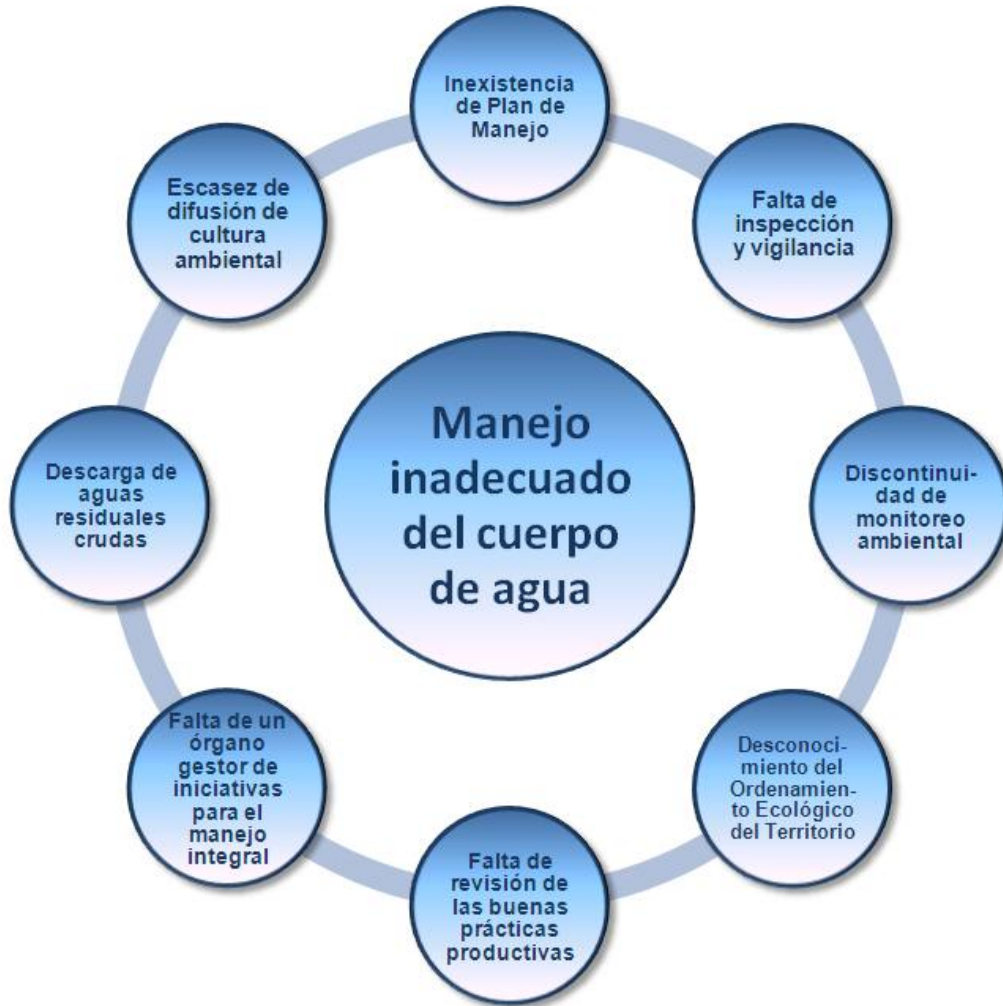 Inexistencia
de Plan de
Manejo
Falta de
inspección
y vigilancia
Discontinui-
dad de
monitoreo
ambiental
Desconoci-
miento del
Ordenamien-
to Ecológico
del Territorio
Falta de
revisión de
las buenas
prácticas
productivas
Falta de un
órgano
gestor de
iniciativas
para el
manejo
integral
Descarga de
aguas
residuales
crudas
Escasez de
difusión de
cultura
ambiental
Manejo
inadecuado
del cuerpo
de agua